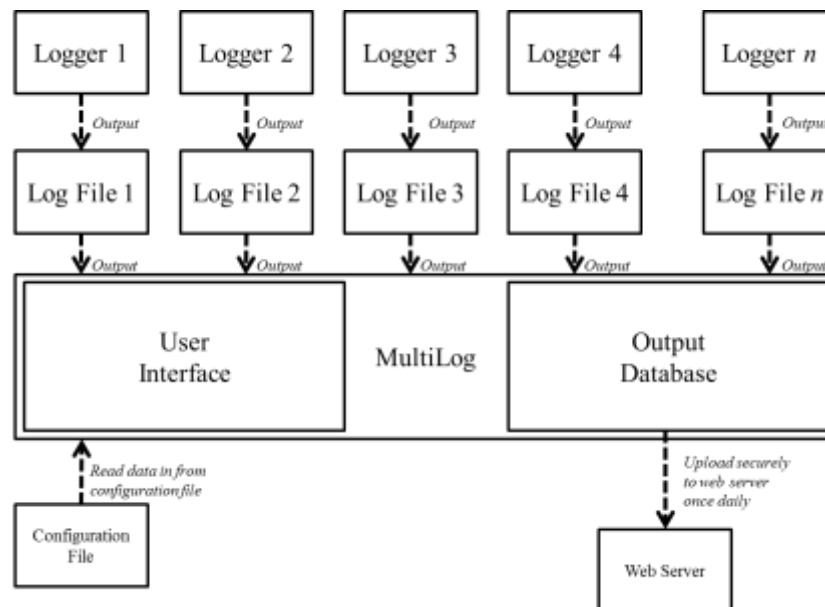 Logger 1
Logger 2
Logger 3
Logger 4
Logger n
Output
Output
Output
Output
Output
Log File 1
Log File 2
Log File 3
Log File 4
Log File n
Output
Output
Output
Output
Output
User
Interface
MultiLog
Output
Database
Read data in from
configuration file
Upload securely
to web server
once daily
Configuration
File
Web Server